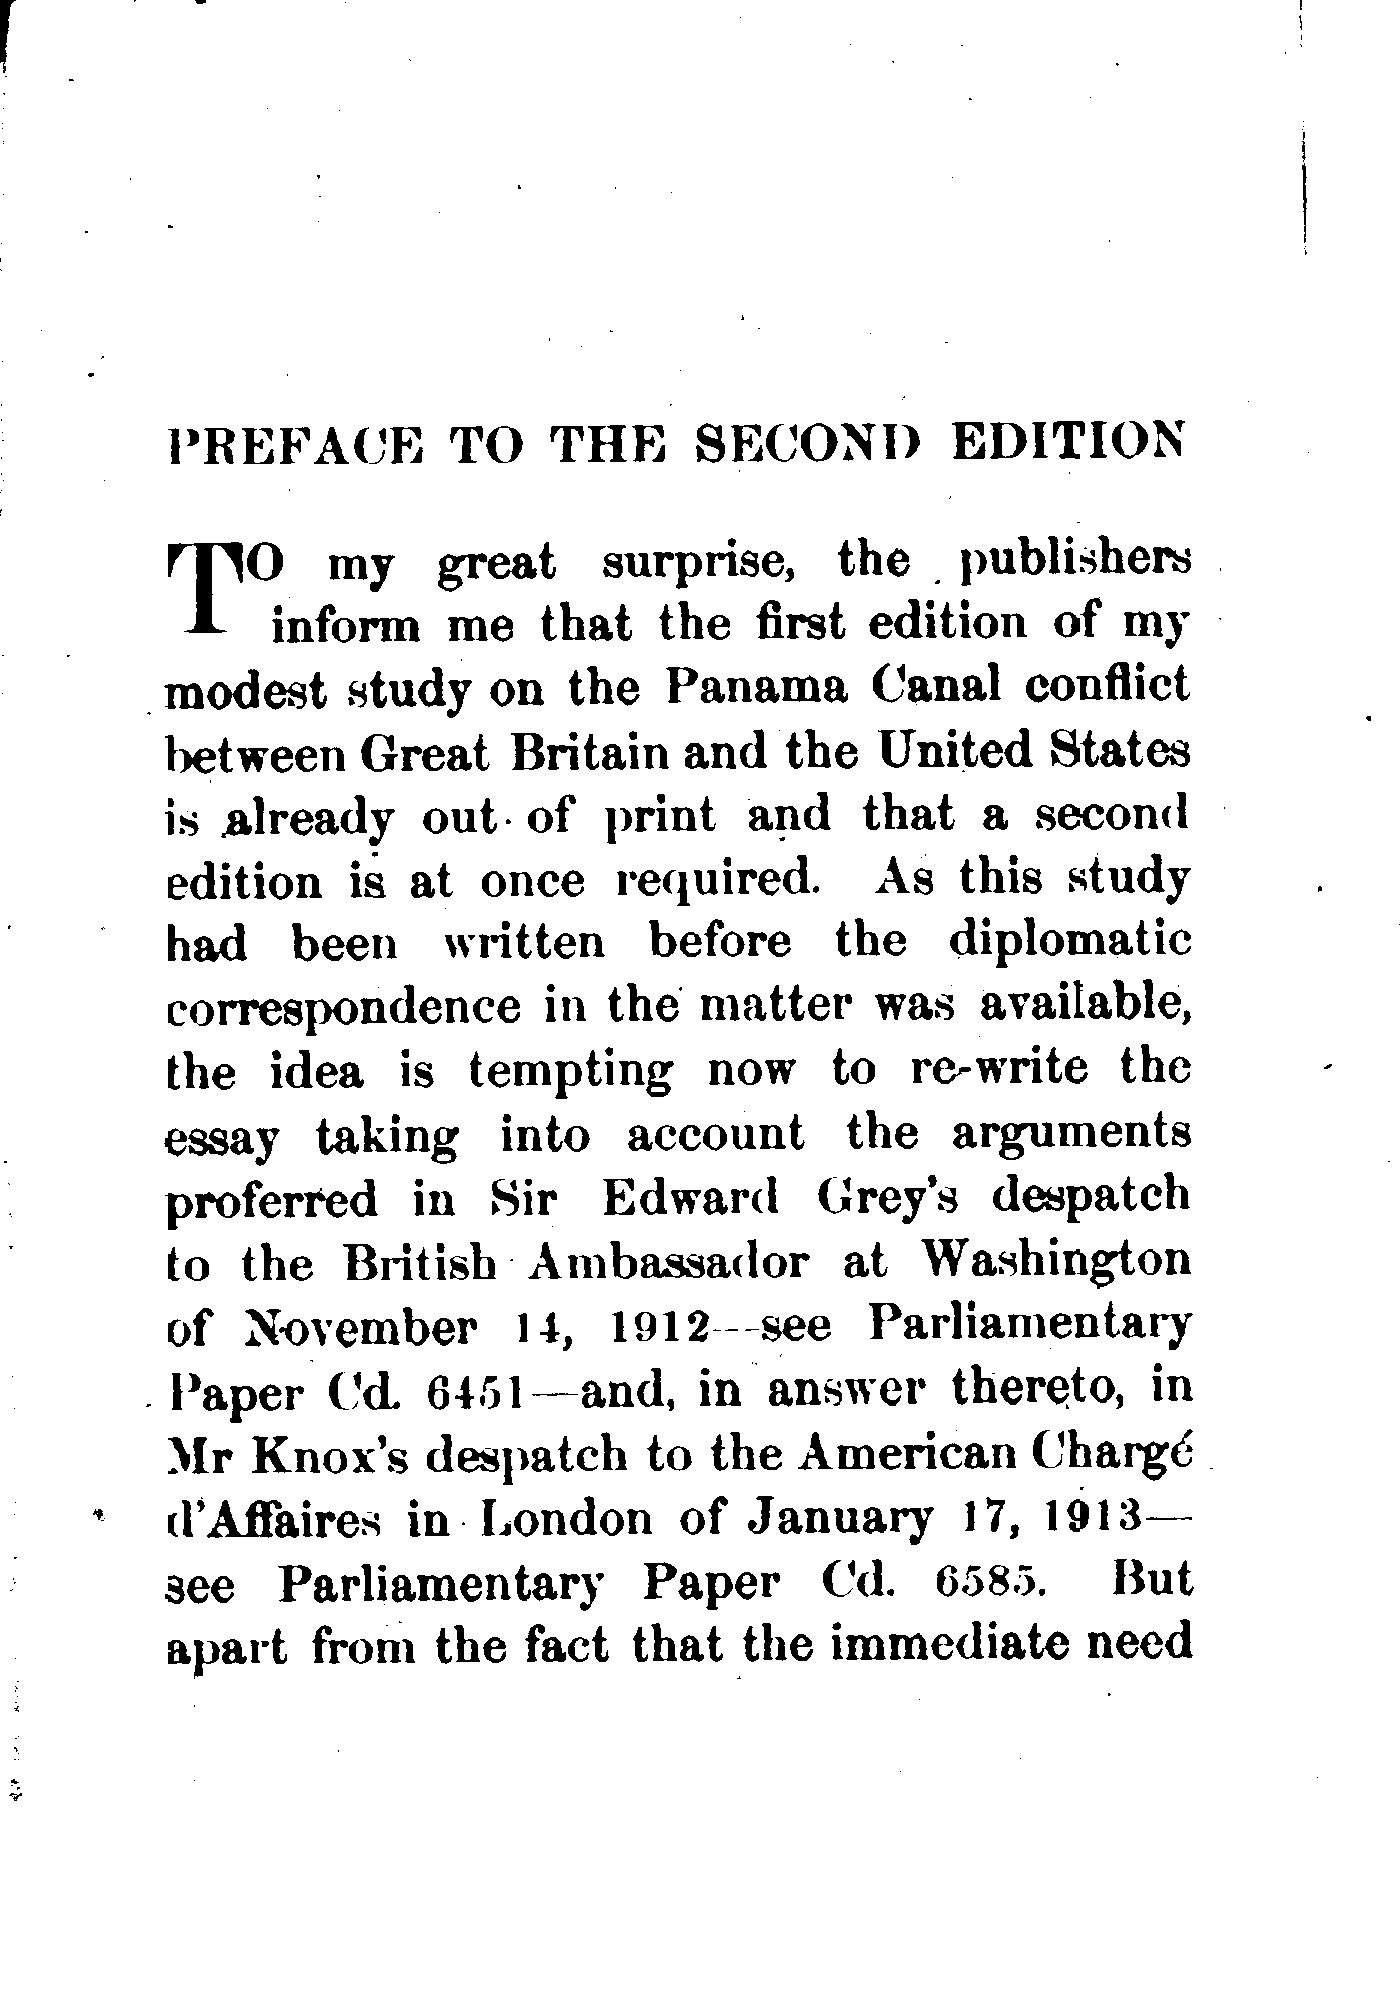 PREFACE TO THE SECOND EDITION
TO my great surprise, the publishers
inform me that the first edition of my
modest study on the Panama Canal conflict
between Great Britain and the United States
is already out of print and that a second
edition is at once required. As this study
had been written before the diplomatic
correspondence in the matter was available,
the idea is tempting now to re-write the
essay taking into account the arguments
proferred in Sir Edward Grey's despatch
to the British Ambassador at Washington
of November 14, 1912—see Parliamentary
Paper Cd. 6451—and, in answer thereto, in
Mr Knox's despatch to the American Chargé
d'Affaires in London of January 17, 1913—
see Parliamentary Paper Cd. 6585. But
apart from the fact that the immediate need